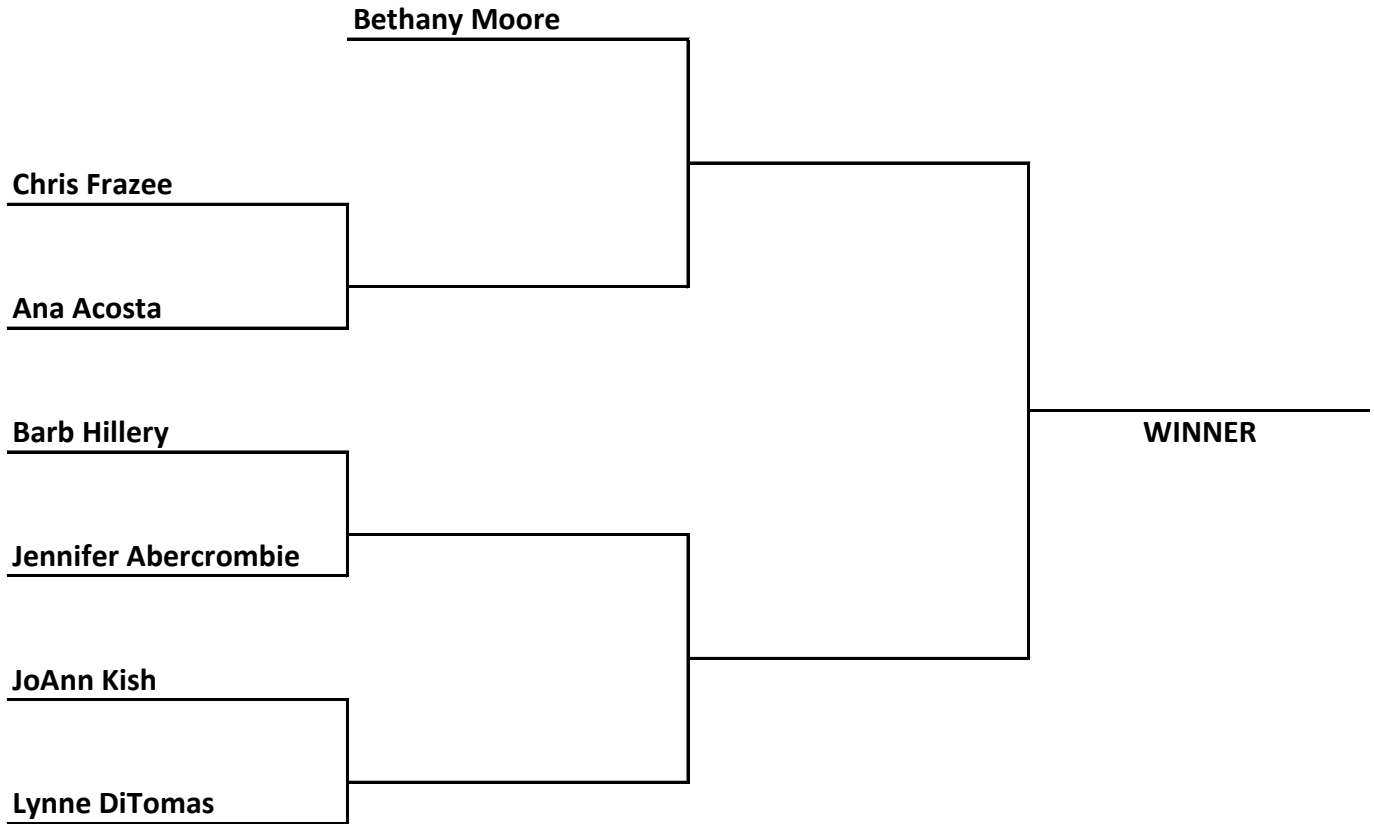 Bethany Moore
Chris Frazee
Ana Acosta
Barb Hillery
WINNER
Jennifer Abercrombie
JoAnn Kish
Lynne DiTomas